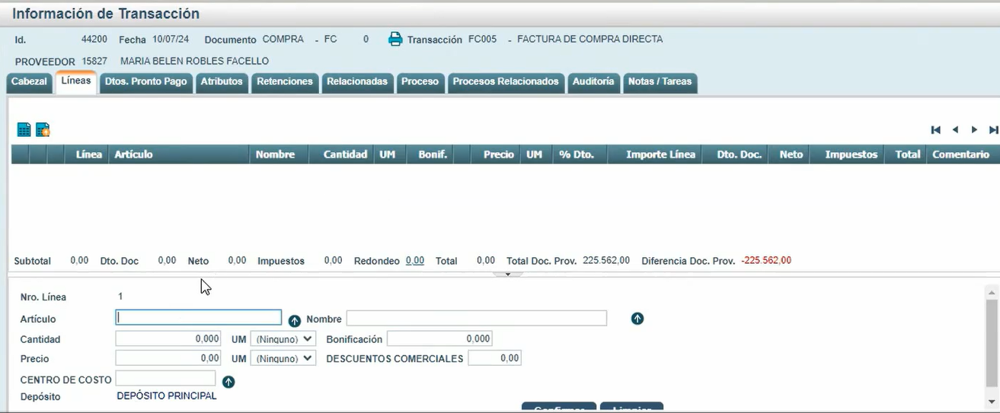 Información de Transacción
Id. 44200 Fecha 10/07/24 Documento COMPRA - FC 0 Transacción FC005 - FACTURA DE COMPRA DIRECTA
PROVEEDOR 15827 MARIA BELEN ROBLES FACELLO
Cabezal Líneas Dtos. Pronto Pago Atributos Retenciones Relacionadas Proceso Procesos Relacionados Auditoría Notas / Tareas
Línea Artículo Nombre Cantidad UM Bonif. Precio UM % Dto. Importe Línea Dto. Doc. Neto Impuestos Total Comentario
Subtotal 0,00 Dto. Doc 0,00 Neto 0,00 Impuestos 0,00 Redondeo 0,00 Total 0,00 Total Doc. Prov. 225.562,00 Diferencia Doc. Prov. -225.562,00
Nro. Línea 1
Artículo Nombre
Cantidad 0,000 UM (Ninguno) Bonificación 0,000
Precio 0,00 UM (Ninguno) DESCUENTOS COMERCIALES 0,00
CENTRO DE COSTO
Depósito DEPÓSITO PRINCIPAL